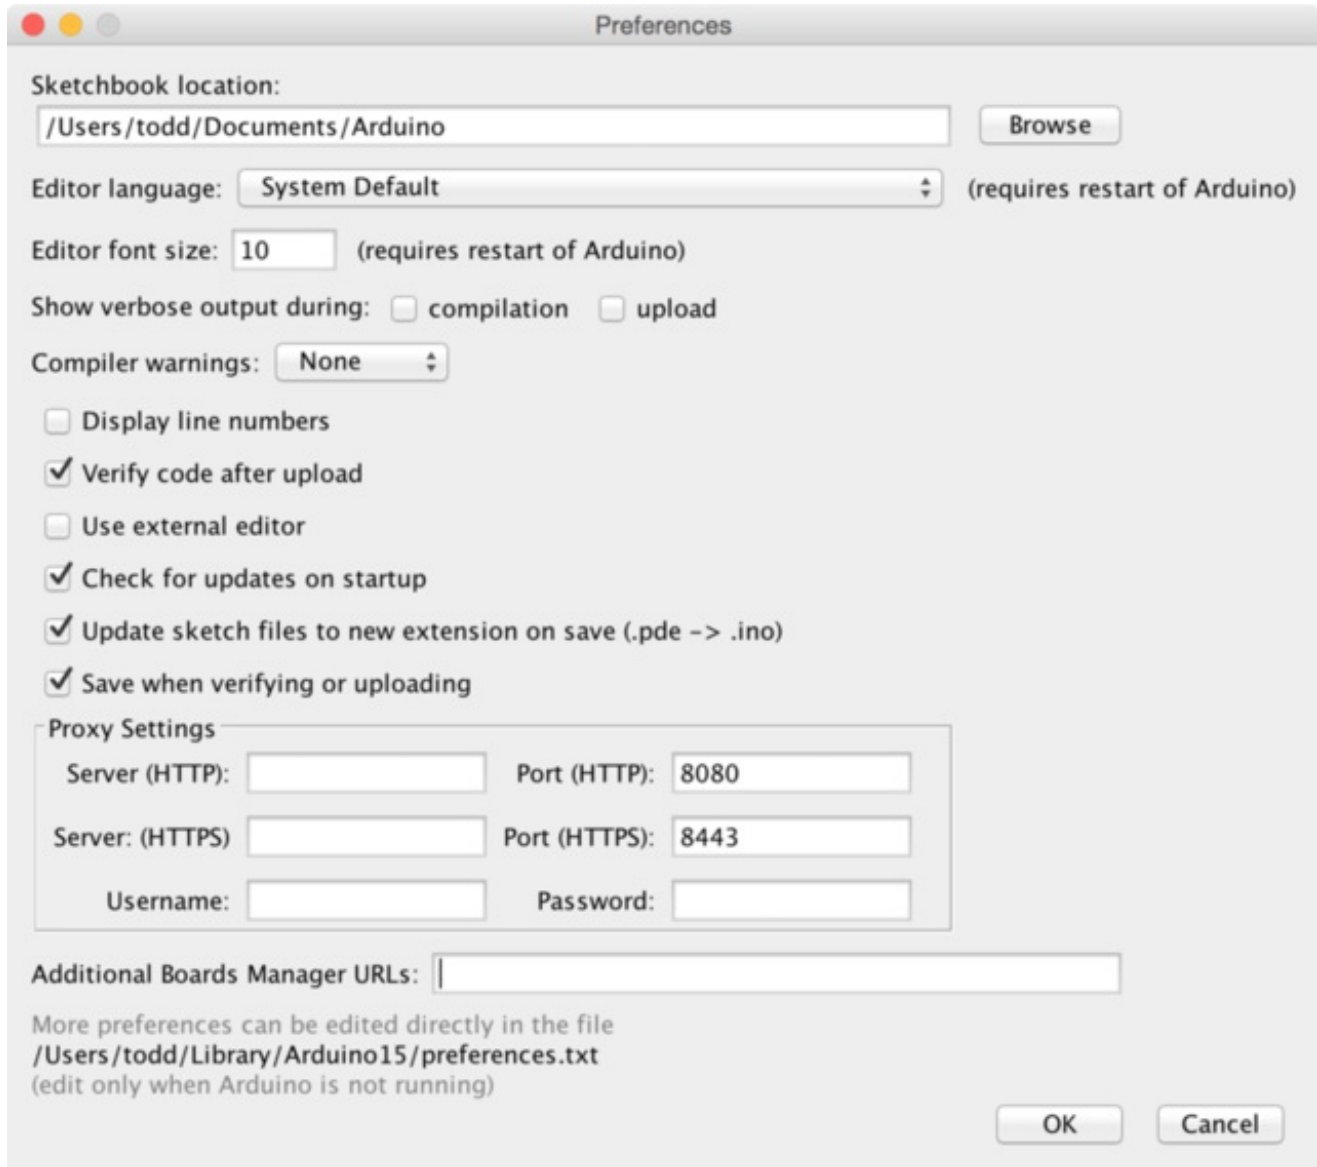 Preferences
Sketchbook location:
/Users/todd/Documents/Arduino Browse
Editor language: System Default (requires restart of Arduino)
Editor font size: 10 (requires restart of Arduino)
Show verbose output during: compilation upload
Compiler warnings: None
Display line numbers
Verify code after upload
Use external editor
Check for updates on startup
Update sketch files to new extension on save (.pde -> .ino)
Save when verifying or uploading
Proxy Settings
Server (HTTP): Port (HTTP): 8080
Server: (HTTPS) Port (HTTPS): 8443
Username: Password:
Additional Boards Manager URLs:
More preferences can be edited directly in the file
/Users/todd/Library/Arduino15/preferences.txt
(edit only when Arduino is not running)
OK Cancel